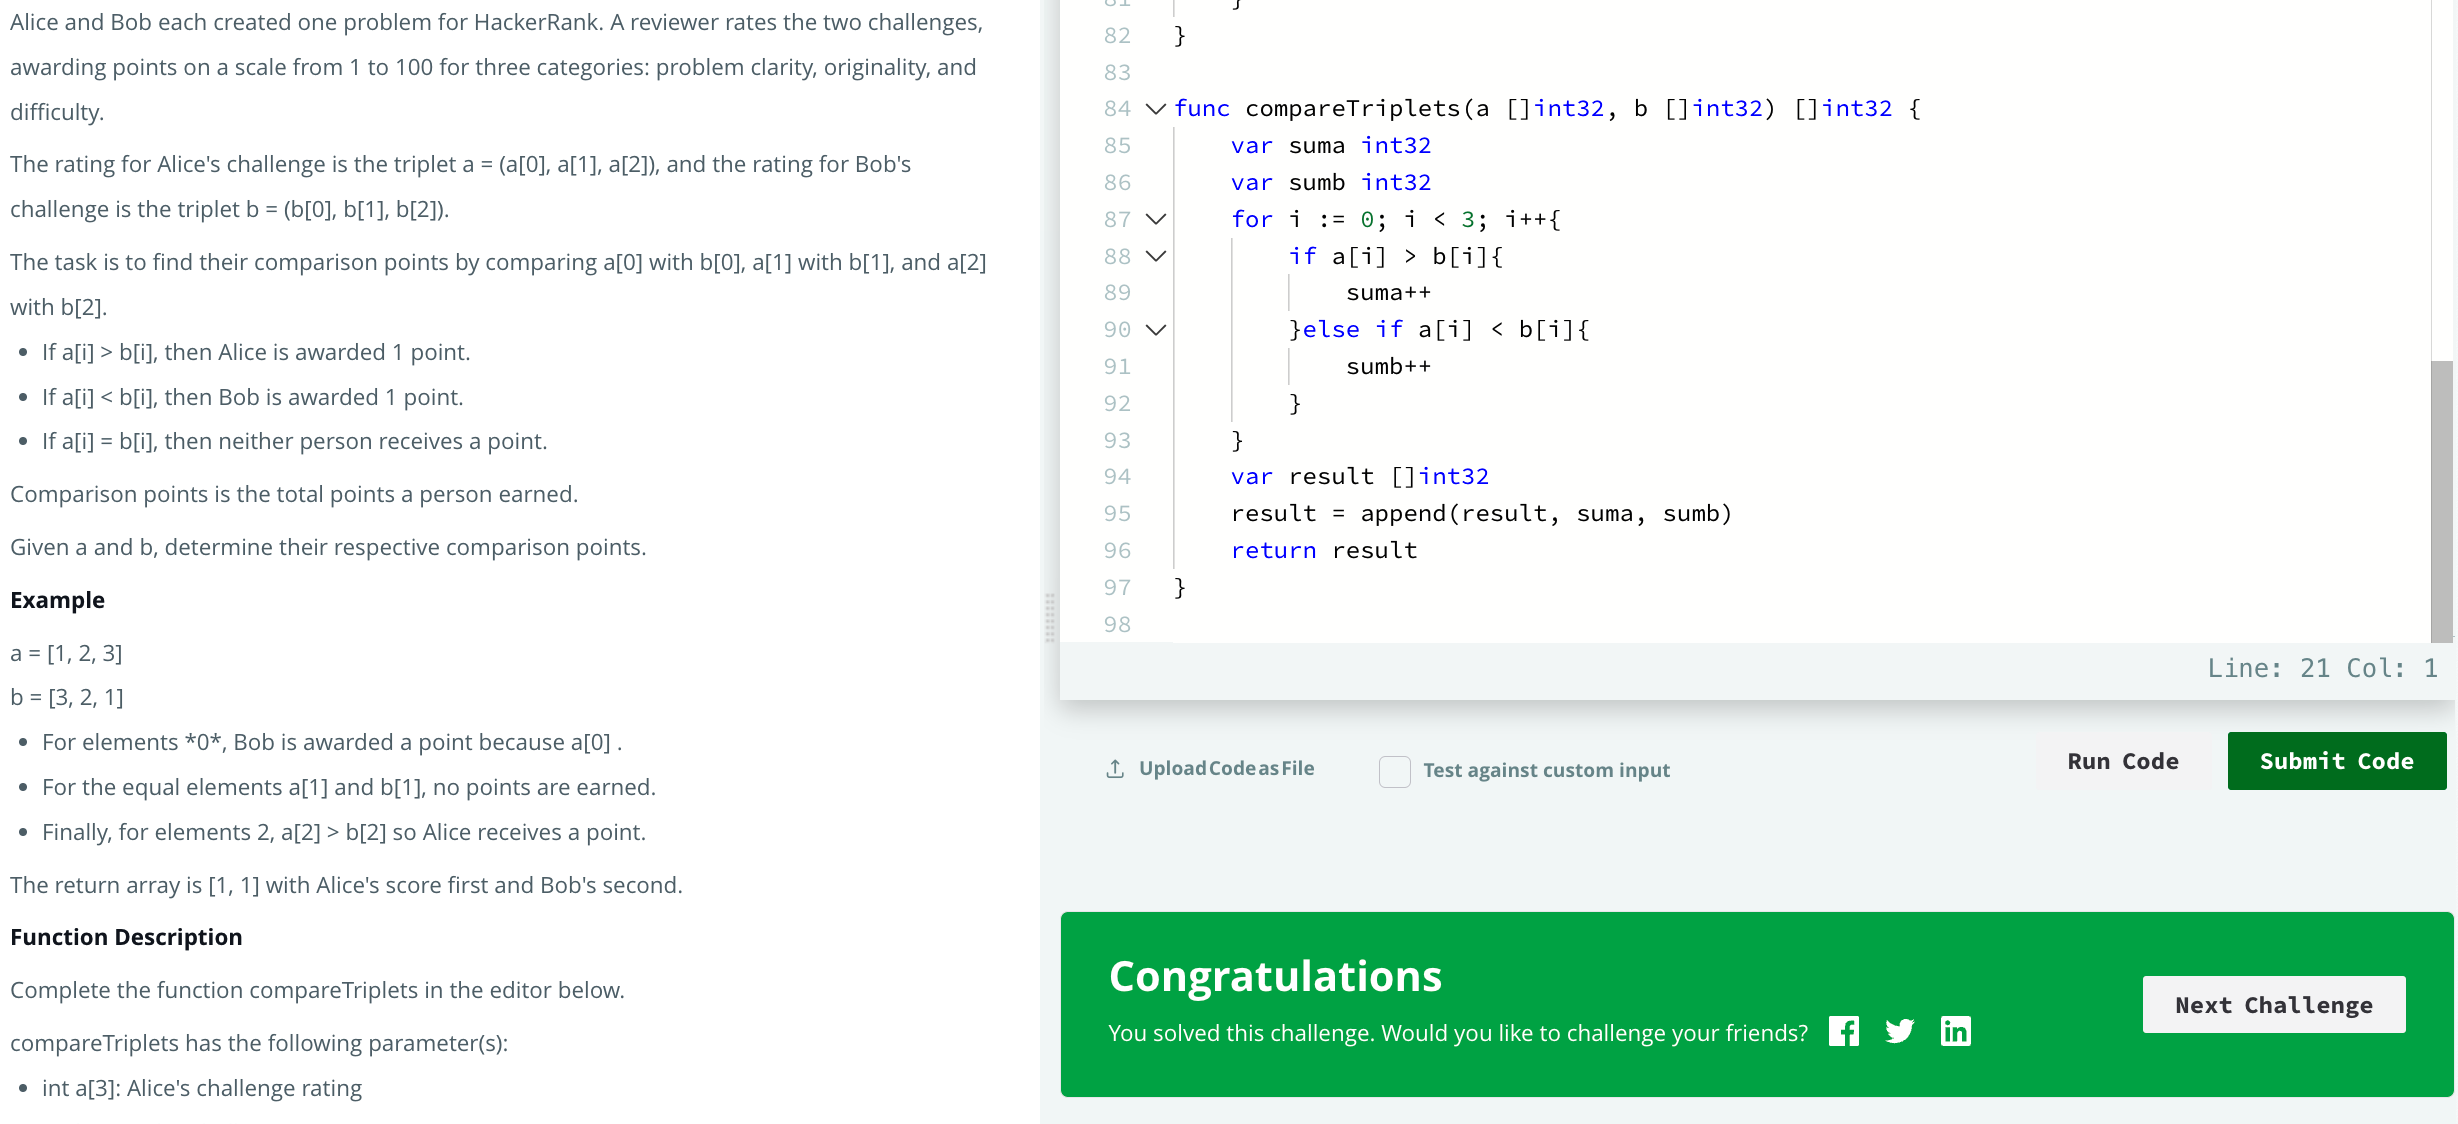 Alice and Bob each created one problem for HackerRank. A reviewer rates the two challenges,
awarding points on a scale from 1 to 100 for three categories: problem clarity, originality, and
difficulty.
The rating for Alice's challenge is the triplet a = (a[0], a[1], a[2]), and the rating for Bob's
challenge is the triplet b = (b[0], b[1], b[2]).
The task is to find their comparison points by comparing a[0] with b[0], a[1] with b[1], and a[2]
with b[2].
• If a[i] > b[i], then Alice is awarded 1 point.
• If a[i] < b[i], then Bob is awarded 1 point.
• If a[i] = b[i], then neither person receives a point.
Comparison points is the total points a person earned.
Given a and b, determine their respective comparison points.
Example
a = [1, 2, 3]
b = [3, 2, 1]
• For elements *0*, Bob is awarded a point because a[0] .
• For the equal elements a[1] and b[1], no points are earned.
• Finally, for elements 2, a[2] > b[2] so Alice receives a point.
The return array is [1, 1] with Alice's score first and Bob's second.
Function Description
Complete the function compareTriplets in the editor below.
compareTriplets has the following parameter(s):
• int a[3]: Alice's challenge rating
81 }
82 }
83
84 func compareTriplets(a []int32, b []int32) []int32 {
85 var suma int32
86 var sumb int32
87 for i := 0; i < 3; i++{
88 if a[i] > b[i]{
89 suma++
90 }else if a[i] < b[i]{
91 sumb++
92 }
93 }
94 var result []int32
95 result = append(result, suma, sumb)
96 return result
97 }
98
Line: 21 Col: 1
Upload Code as File
Test against custom input
Run Code
Submit Code
Congratulations
You solved this challenge. Would you like to challenge your friends?
Next Challenge